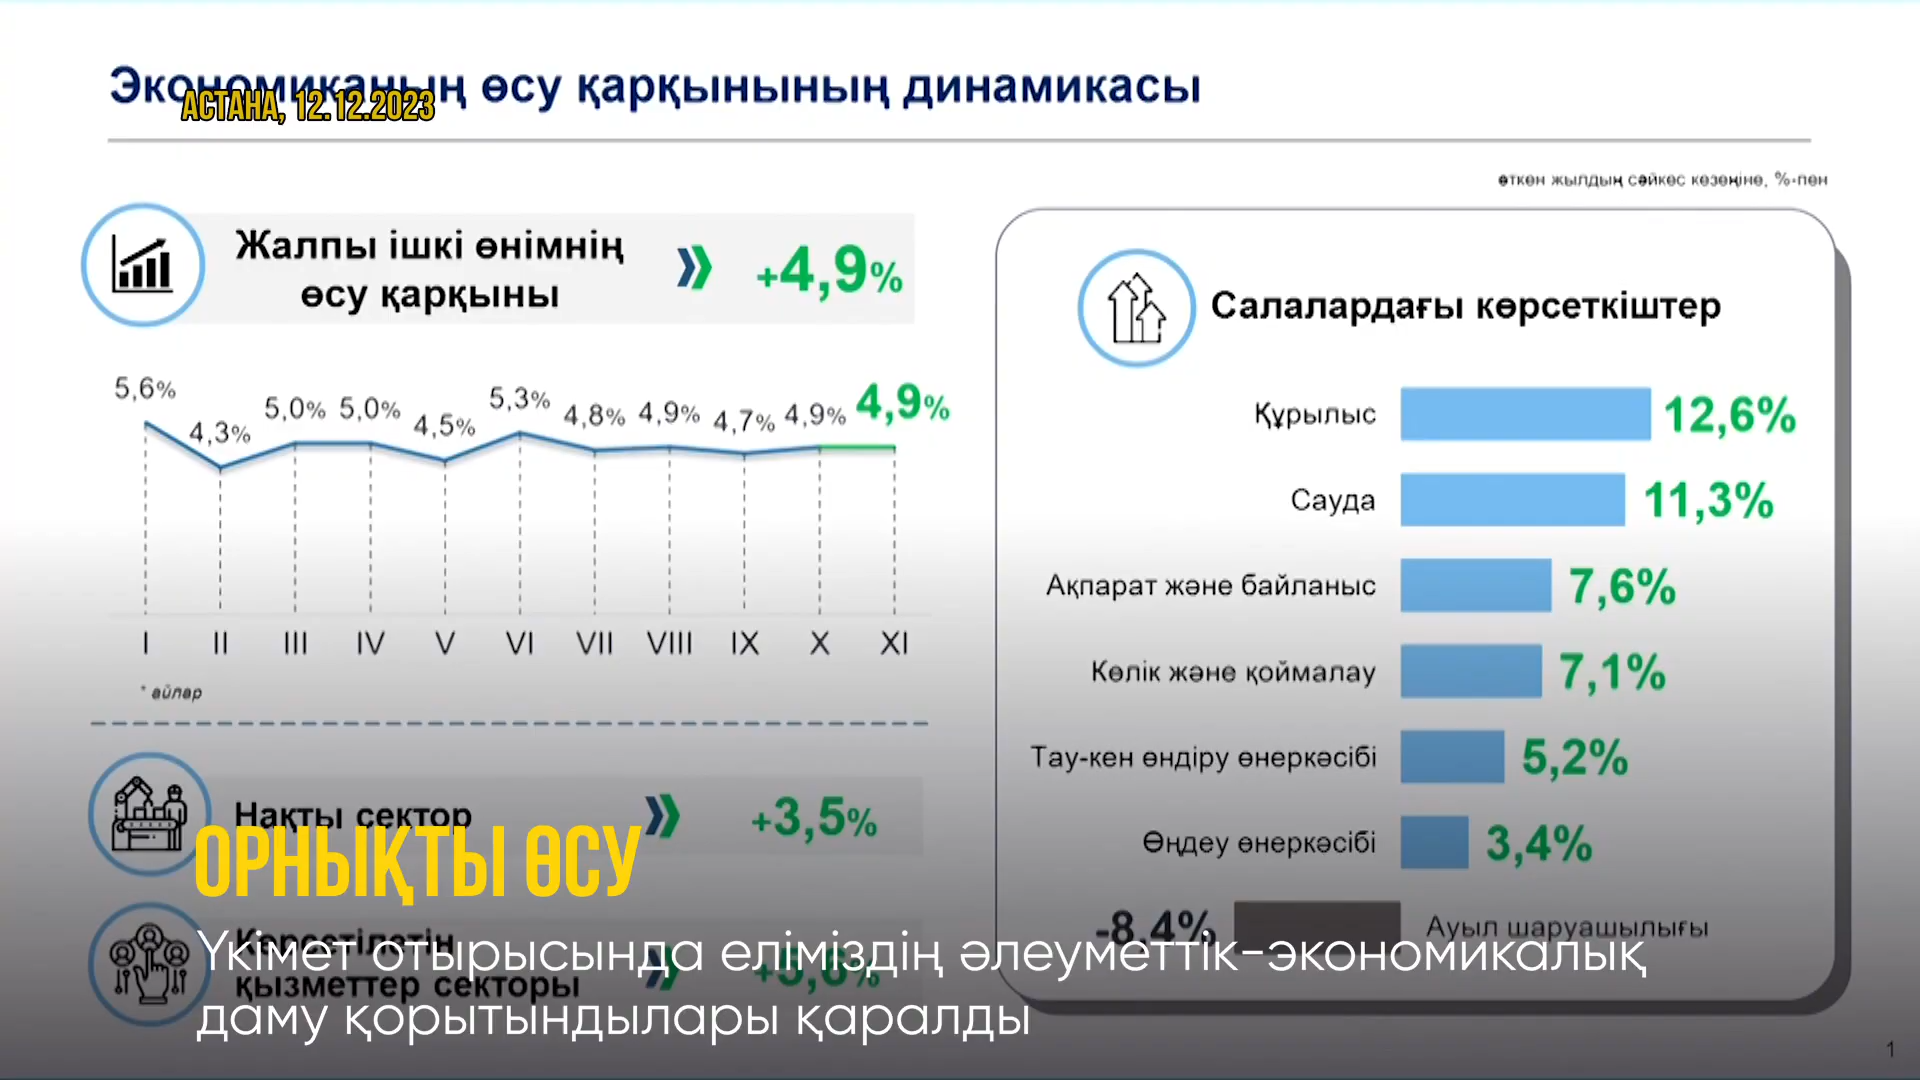 Экономиканың өсу қарқынының динамикасы
АСТАНА, 12.12.2023
өткен жылдың сәйкес кезеңіне, %-пен
Жалпы ішкі өнімнің
өсу қарқыны
+4,9%
5,6% 4,3% 5,0% 5,0% 4,5% 5,3% 4,8% 4,9% 4,7% 4,9% 4,9%
I II III IV V VI VII VIII IX X XI
* айлар
Нақты сектор
+3,5%
Көрсетілетін
қызметтер секторы
+5,6%
Салалардағы көрсеткіштер
Құрылыс 12,6%
Сауда 11,3%
Ақпарат және байланыс 7,6%
Көлік және қоймалау 7,1%
Тау-кен өндіру өнеркәсібі 5,2%
Өңдеу өнеркәсібі 3,4%
-8,4% Ауыл шаруашылығы
ОРНЫҚТЫ ӨСУ
Үкімет отырысында еліміздің әлеуметтік-экономикалық
даму қорытындылары қаралды
1